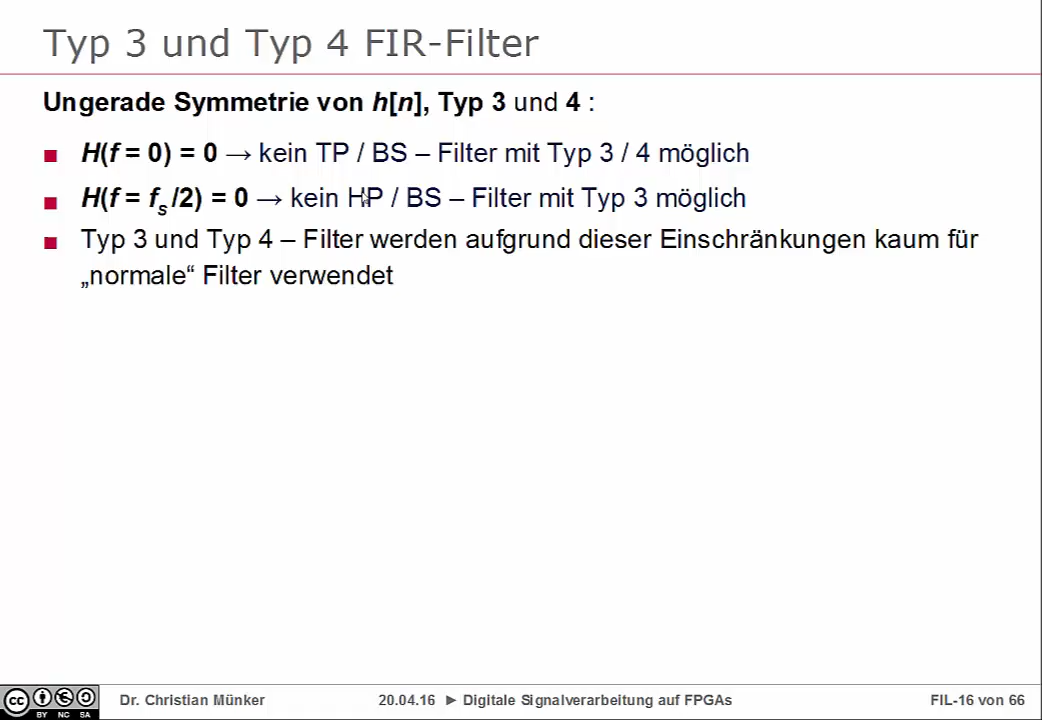 Typ 3 und Typ 4 FIR-Filter
Ungerade Symmetrie von h[n], Typ 3 und 4 :
H(f = 0) = 0 → kein TP / BS – Filter mit Typ 3 / 4 möglich
H(f = fs /2) = 0 → kein HP / BS – Filter mit Typ 3 möglich
Typ 3 und Typ 4 – Filter werden aufgrund dieser Einschränkungen kaum für
„normale“ Filter verwendet
cc BY NC SA
Dr. Christian Münker
20.04.16 ► Digitale Signalverarbeitung auf FPGAs
FIL-16 von 66